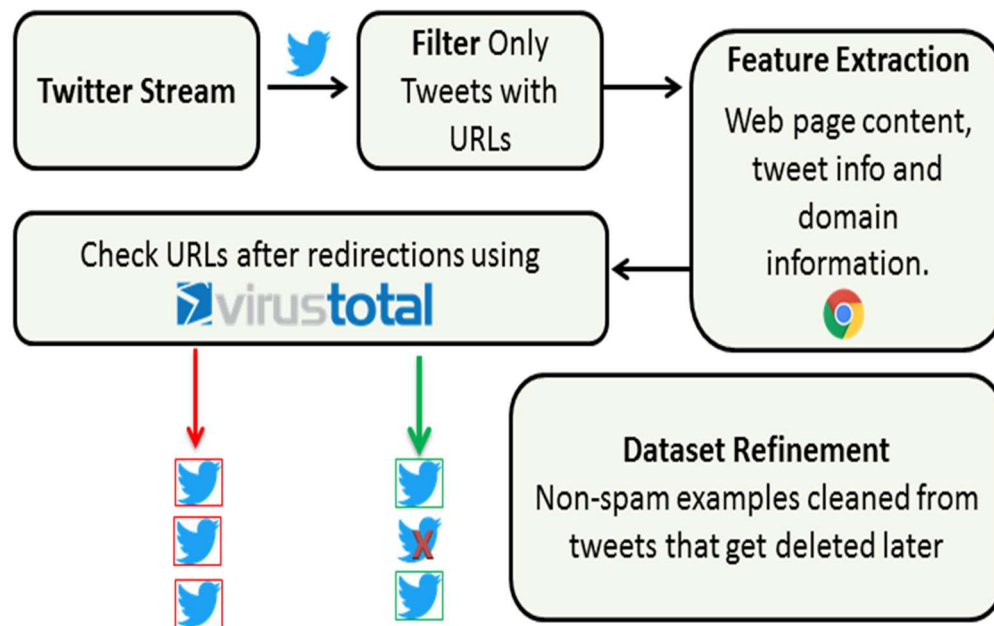 Twitter Stream
Filter Only
Tweets with
URLs
Feature Extraction
Web page content,
tweet info and
domain
information.
Check URLs after redirections using
virustotal
X
Dataset Refinement
Non-spam examples cleaned from
tweets that get deleted later